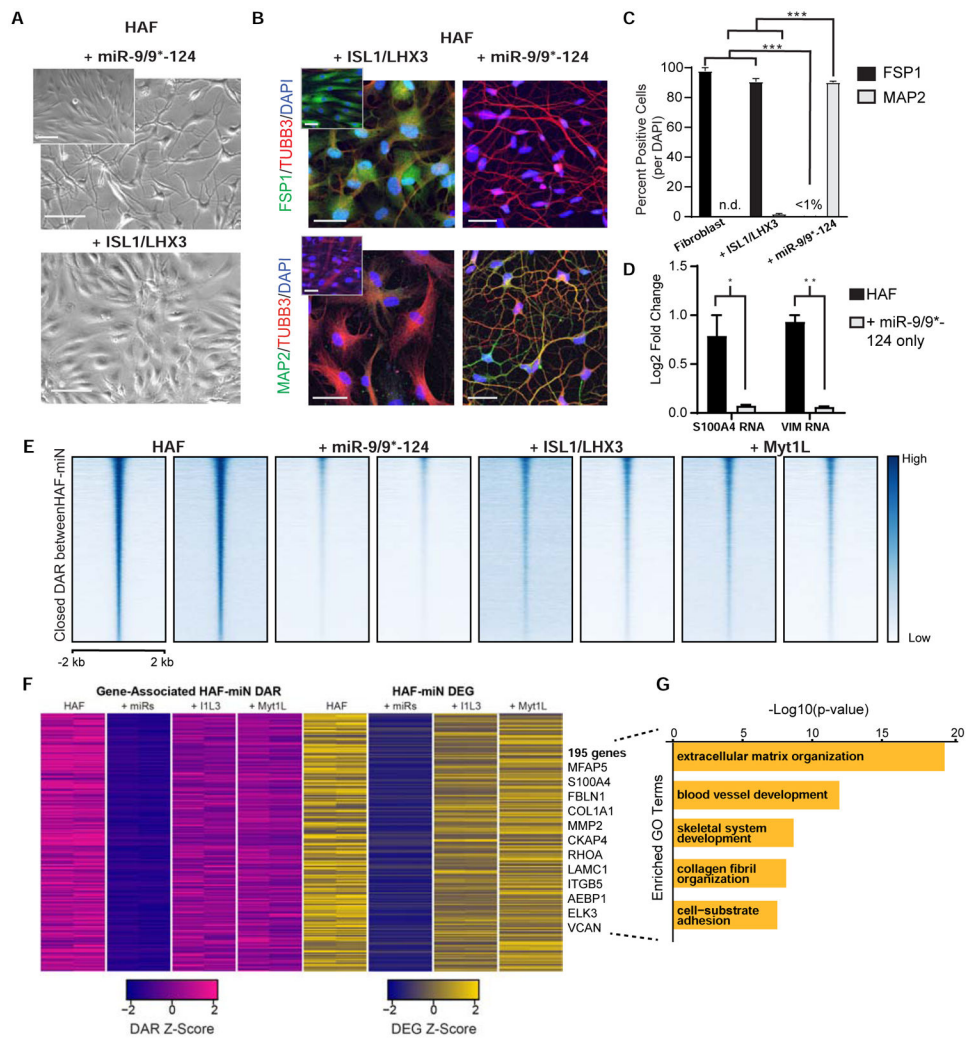 A
HAF
+ miR-9/9*-124
+ ISL1/LHX3
B
HAF
+ ISL1/LHX3
+ miR-9/9*-124
FSP1/TUBB3/DAPI
MAP2/TUBB3/DAPI
C
***
***
FSP1
MAP2
Percent Positive Cells
(per DAPI)
100
80
60
40
20
0
n.d.
<1%
Fibroblast
+ ISL1/LHX3
+ miR-9/9*-124
D
Log2 Fold Change
1.5
1.0
0.5
0.0
*
**
HAF
+ miR-9/9*-
124 only
S100A4 RNA
VIM RNA
E
HAF
+ miR-9/9*-124
+ ISL1/LHX3
+ Myt1L
Closed DAR betweenHAF-miN
High
Low
-2 kb
2 kb
F
Gene-Associated HAF-miN DAR
HAF-miN DEG
HAF
+ miRs
+ I1L3
+ Myt1L
HAF
+ miRs
+ I1L3
+ Myt1L
195 genes
MFAP5
S100A4
FBLN1
COL1A1
MMP2
CKAP4
RHOA
LAMC1
ITGB5
AEBP1
ELK3
VCAN
−2
0
2
DAR Z-Score
−2
0
2
DEG Z-Score
G
-Log10(p-value)
0
5
10
15
20
Enriched GO Terms
extracellular matrix organization
blood vessel development
skeletal system
development
collagen fibril
organization
cell−substrate
adhesion